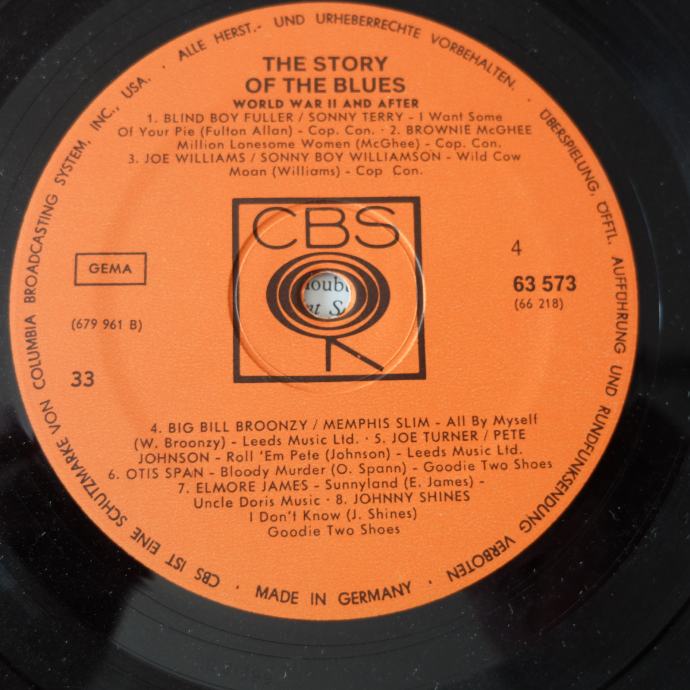 ALLE HERST.- UND URHEBERRECHTE VORBEHALTEN. · ÜBERSPIELUNG, ÖFFTL. AUFFÜHRUNG UND RUNDFUNKSENDUNG VERBOTEN · MADE IN GERMANY · CBS IST EINE SCHUTZMARKE VON COLUMBIA BROADCASTING SYSTEM, INC., USA. ·
THE STORY
OF THE BLUES
WORLD WAR II AND AFTER
1. BLIND BOY FULLER / SONNY TERRY - I Want Some
Of Your Pie (Fulton Allan) - Cop. Con. · 2. BROWNIE McGHEE
Million Lonesome Women (McGhee) - Cop. Con.
3. JOE WILLIAMS / SONNY BOY WILLIAMSON - Wild Cow
Moan (Williams) - Cop Con.
CBS
GEMA
4
63 573
(66 218)
(679 961 B)
33
4. BIG BILL BROONZY / MEMPHIS SLIM - All By Myself
(W. Broonzy) - Leeds Music Ltd. · 5. JOE TURNER / PETE
JOHNSON - Roll 'Em Pete (Johnson) - Leeds Music Ltd.
6. OTIS SPAN - Bloody Murder (O. Spann) - Goodie Two Shoes
7. ELMORE JAMES - Sunnyland (E. James) -
Uncle Doris Music · 8. JOHNNY SHINES
I Don't Know (J. Shines)
Goodie Two Shoes